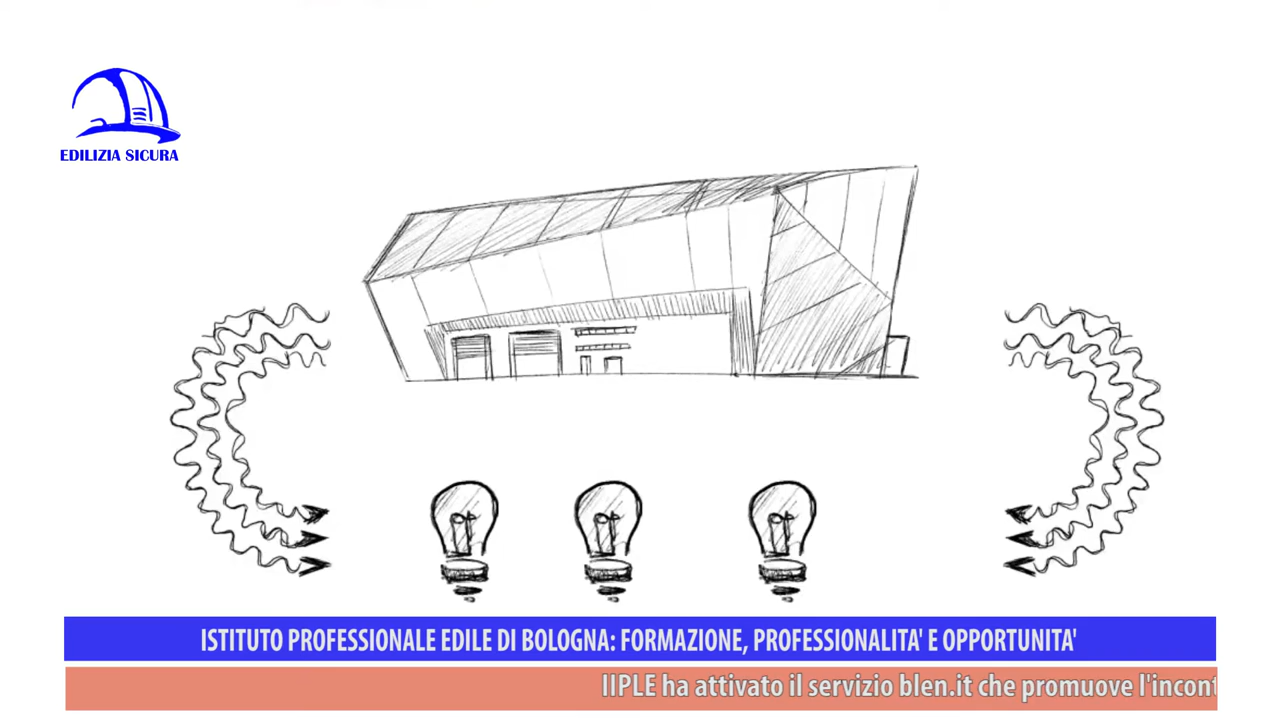 EDILIZIA SICURA
ISTITUTO PROFESSIONALE EDILE DI BOLOGNA: FORMAZIONE, PROFESSIONALITA' E OPPORTUNITA'
IIPLE ha attivato il servizio blen.it che promuove l'incont